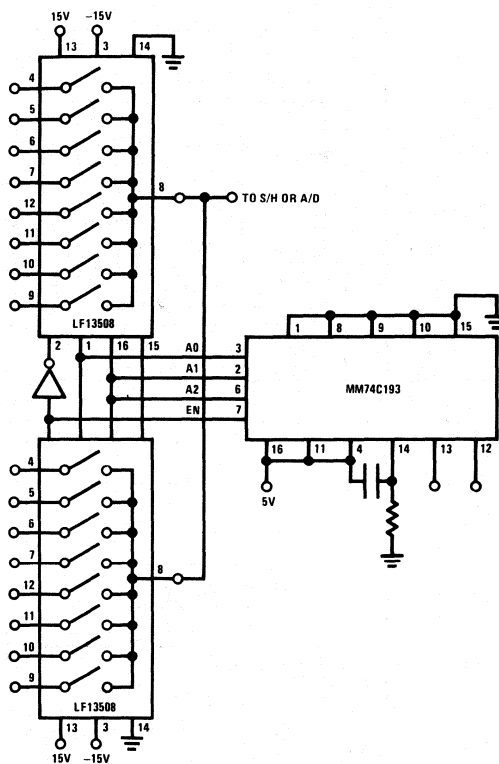 15V -15V
13 3 14
4
5
6
7
12
11
10
9
8
TO S/H OR A/D
LF13508
2 1 16 15
A0 3
A1 2
A2 6
EN 7
1 8 9 10 15
MM74C193
16 11 4 14 13 12
5V
4
5
6
7
12
11
10
9
8
LF13508
13 3 14
15V -15V